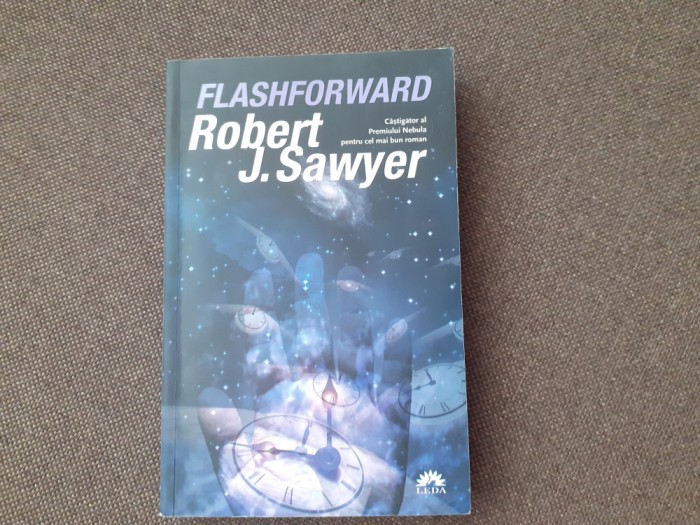 FLASHFORWARD
Robert
J. Sawyer
Câștigător al
Premiului Nebula
pentru cel mai bun roman
LEDA